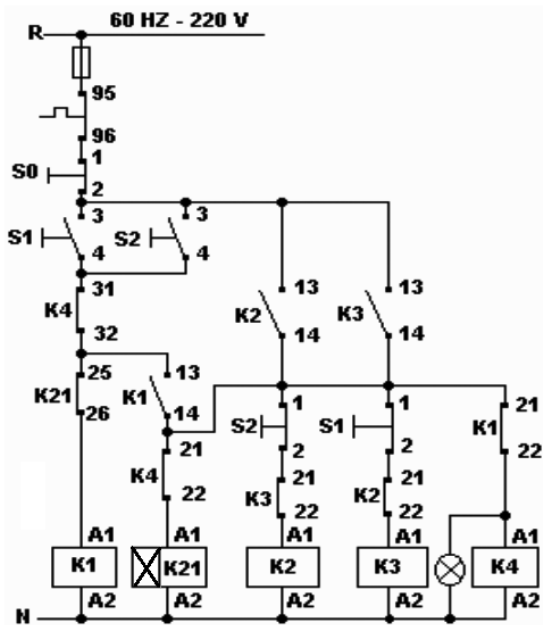 60 HZ - 220 V
R
95
96
1
S0
2
3 3 13 13
S1 S2
4 4
31
K4 K2 K3
32 14 14
25 13
K21 K1
26 14
1 1 21
S2 S1 K1
2 2 22
21 21 21
K4 K3 K2
22 22 22
A1 A1 A1 A1 A1
K1 K21 K2 K3 K4
A2 A2 A2 A2 A2
N